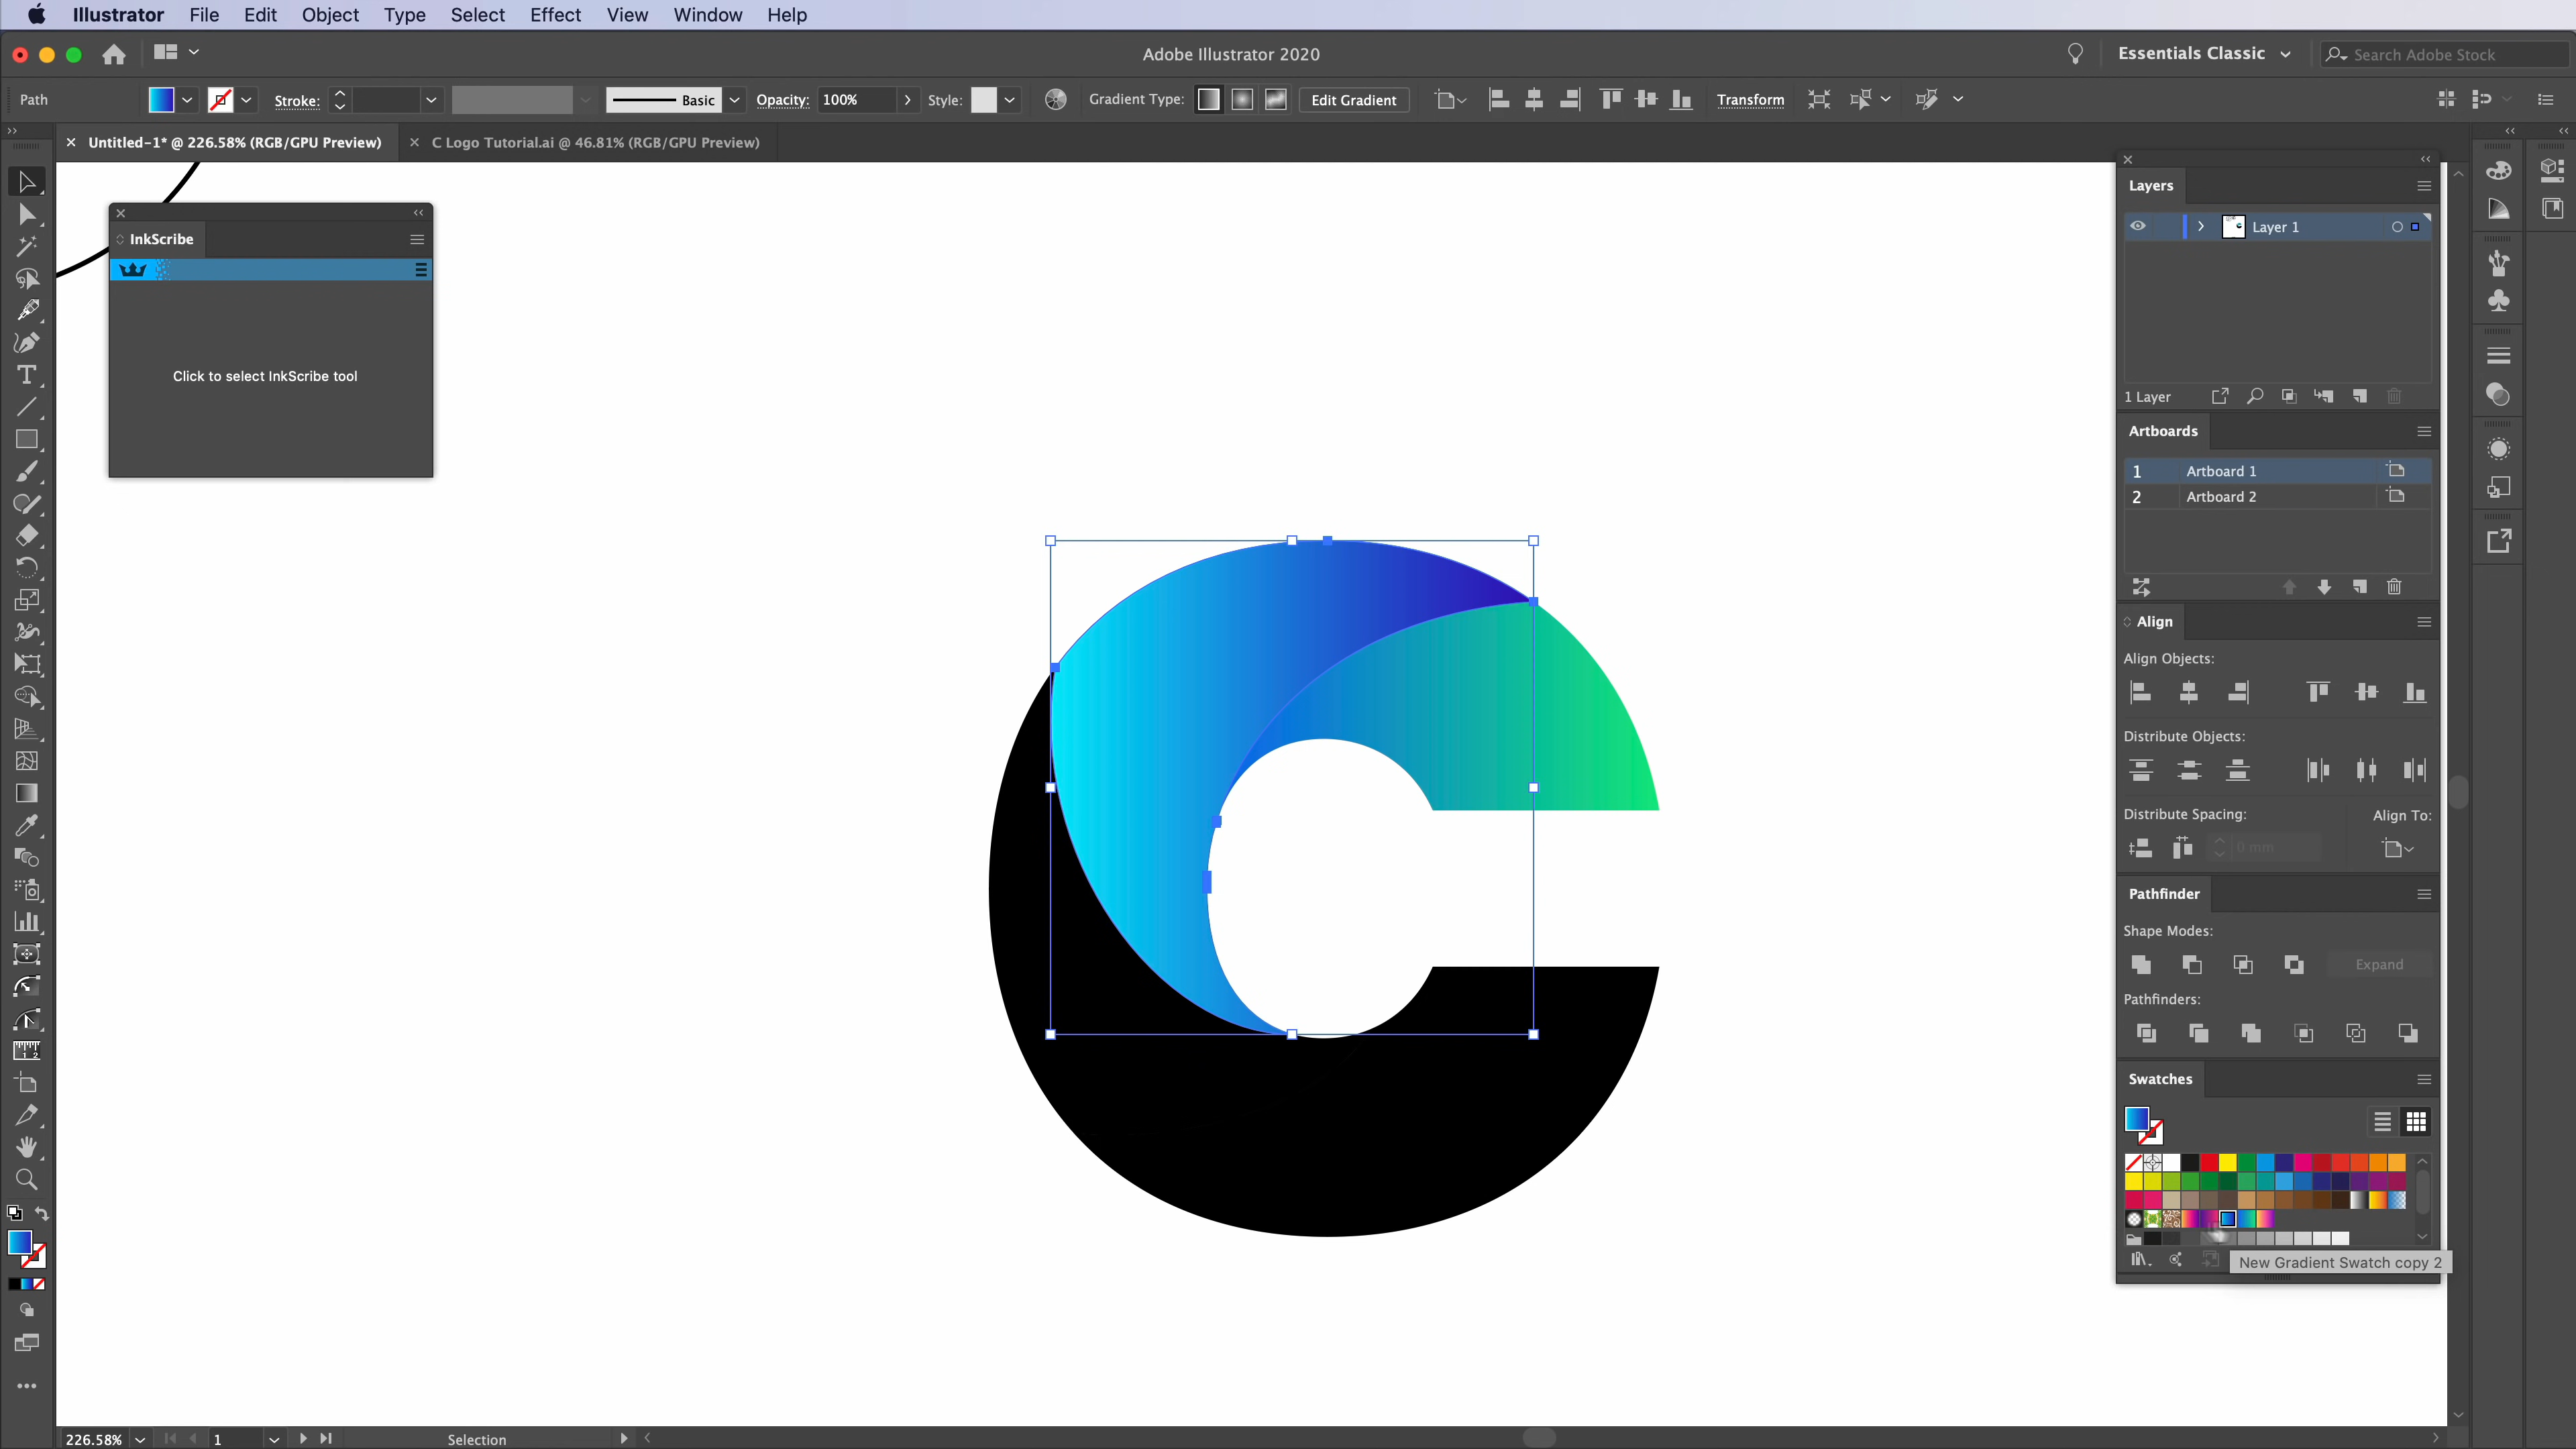 Illustrator File Edit Object Type Select Effect View Window Help
Adobe Illustrator 2020
Essentials Classic
Search Adobe Stock
Path
Stroke:
Basic
Opacity: 100%
Style:
Gradient Type:
Edit Gradient
Transform
Untitled-1* @ 226.58% (RGB/GPU Preview)
C Logo Tutorial.ai @ 46.81% (RGB/GPU Preview)
InkScribe
Click to select InkScribe tool
Layers
Layer 1
1 Layer
Artboards
1 Artboard 1
2 Artboard 2
Align
Align Objects:
Distribute Objects:
Distribute Spacing:
Align To:
0 mm
Pathfinder
Shape Modes:
Expand
Pathfinders:
Swatches
New Gradient Swatch copy 2
226.58%
1
Selection